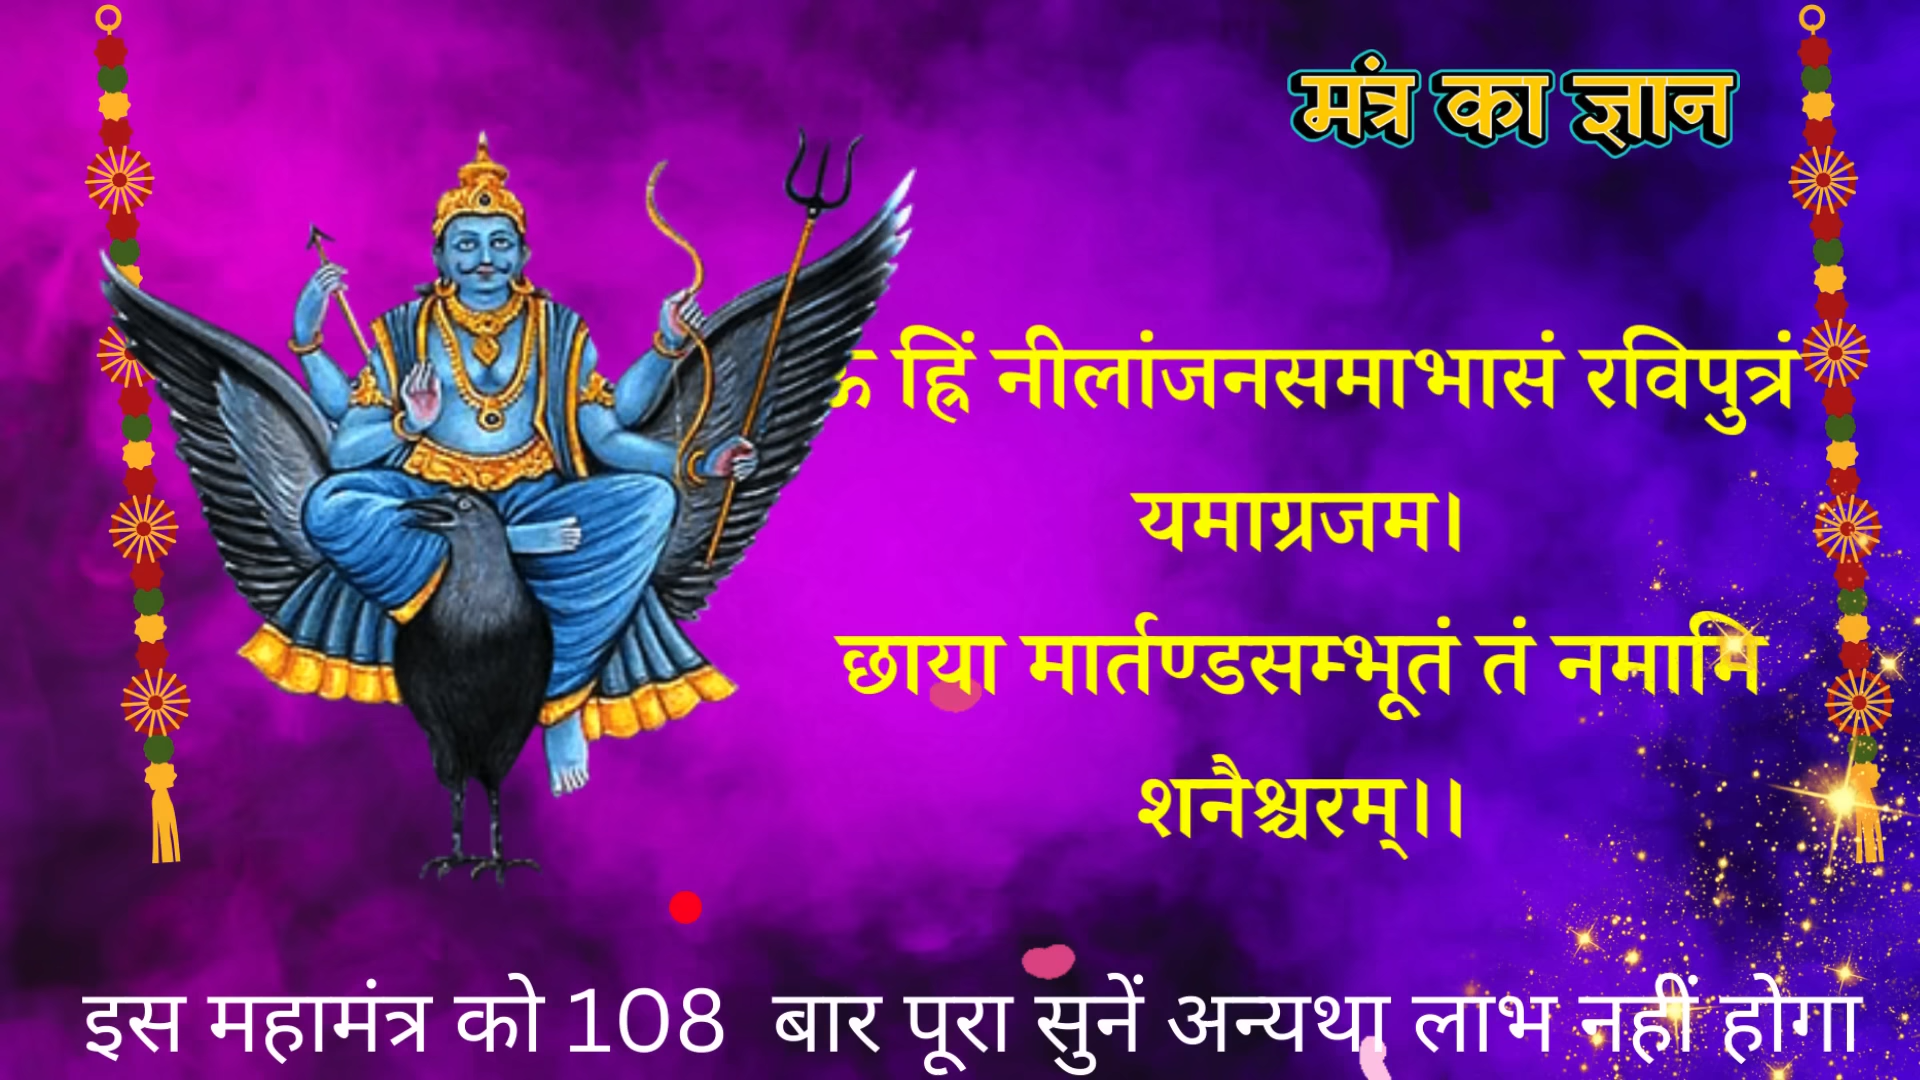 मंत्र का ज्ञान
ह्रिं नीलांजनसमाभासं रविपुत्रं
यमाग्रजम।
छाया मार्तण्डसम्भूतं तं नमामि
शनैश्चरम्।।
इस महामंत्र को 108 बार पूरा सुनें अन्यथा लाभ नहीं होगा